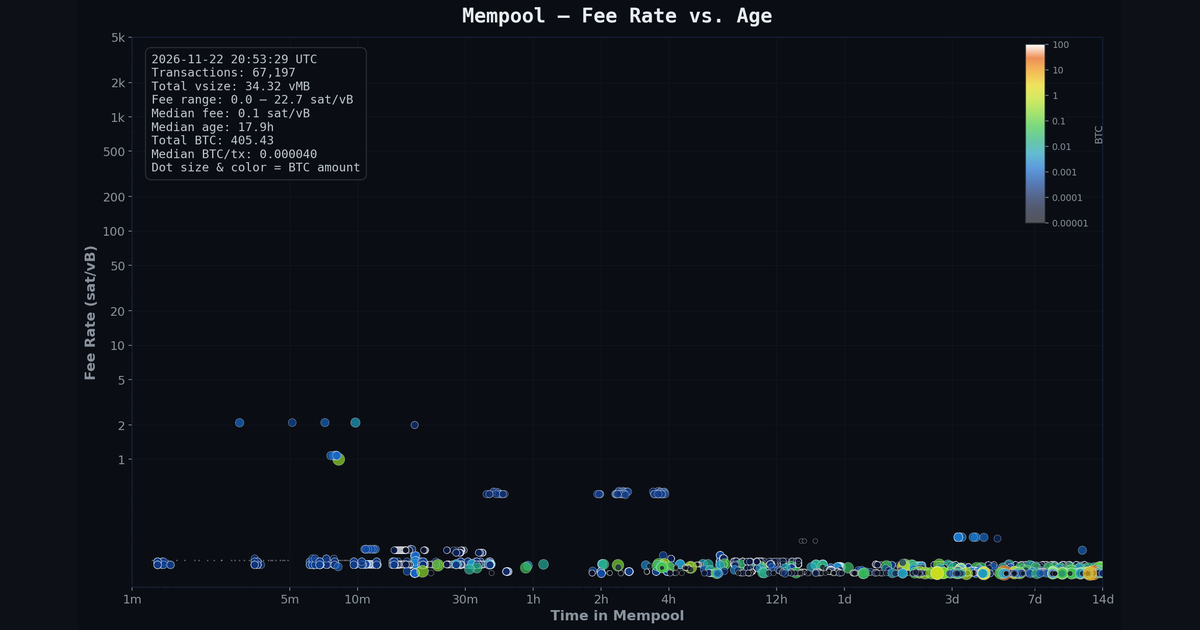 Mempool — Fee Rate vs. Age
5k
2k
1k
500
200
100
50
20
10
5
2
1
Fee Rate (sat/vB)
2026-11-22 20:53:29 UTC
Transactions: 67,197
Total vsize: 34.32 vMB
Fee range: 0.0 – 22.7 sat/vB
Median fee: 0.1 sat/vB
Median age: 17.9h
Total BTC: 405.43
Median BTC/tx: 0.000040
Dot size & color = BTC amount
100
10
1
0.1
0.01
0.001
0.0001
0.00001
BTC
1m 5m 10m 30m 1h 2h 4h 12h 1d 3d 7d 14d
Time in Mempool